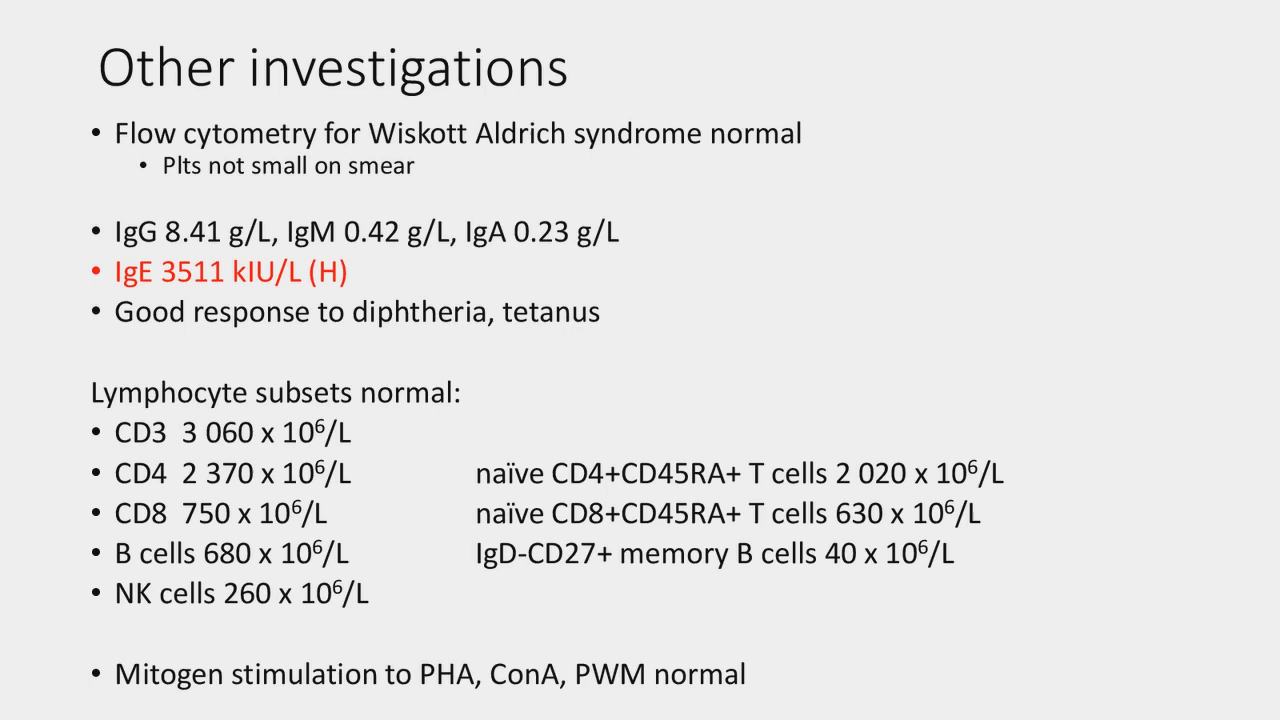 Other investigations
• Flow cytometry for Wiskott Aldrich syndrome normal
• Plts not small on smear
• IgG 8.41 g/L, IgM 0.42 g/L, IgA 0.23 g/L
• IgE 3511 kIU/L (H)
• Good response to diphtheria, tetanus
Lymphocyte subsets normal:
• CD3 3 060 x 10⁶/L
• CD4 2 370 x 10⁶/L naïve CD4+CD45RA+ T cells 2 020 x 10⁶/L
• CD8 750 x 10⁶/L naïve CD8+CD45RA+ T cells 630 x 10⁶/L
• B cells 680 x 10⁶/L IgD-CD27+ memory B cells 40 x 10⁶/L
• NK cells 260 x 10⁶/L
• Mitogen stimulation to PHA, ConA, PWM normal